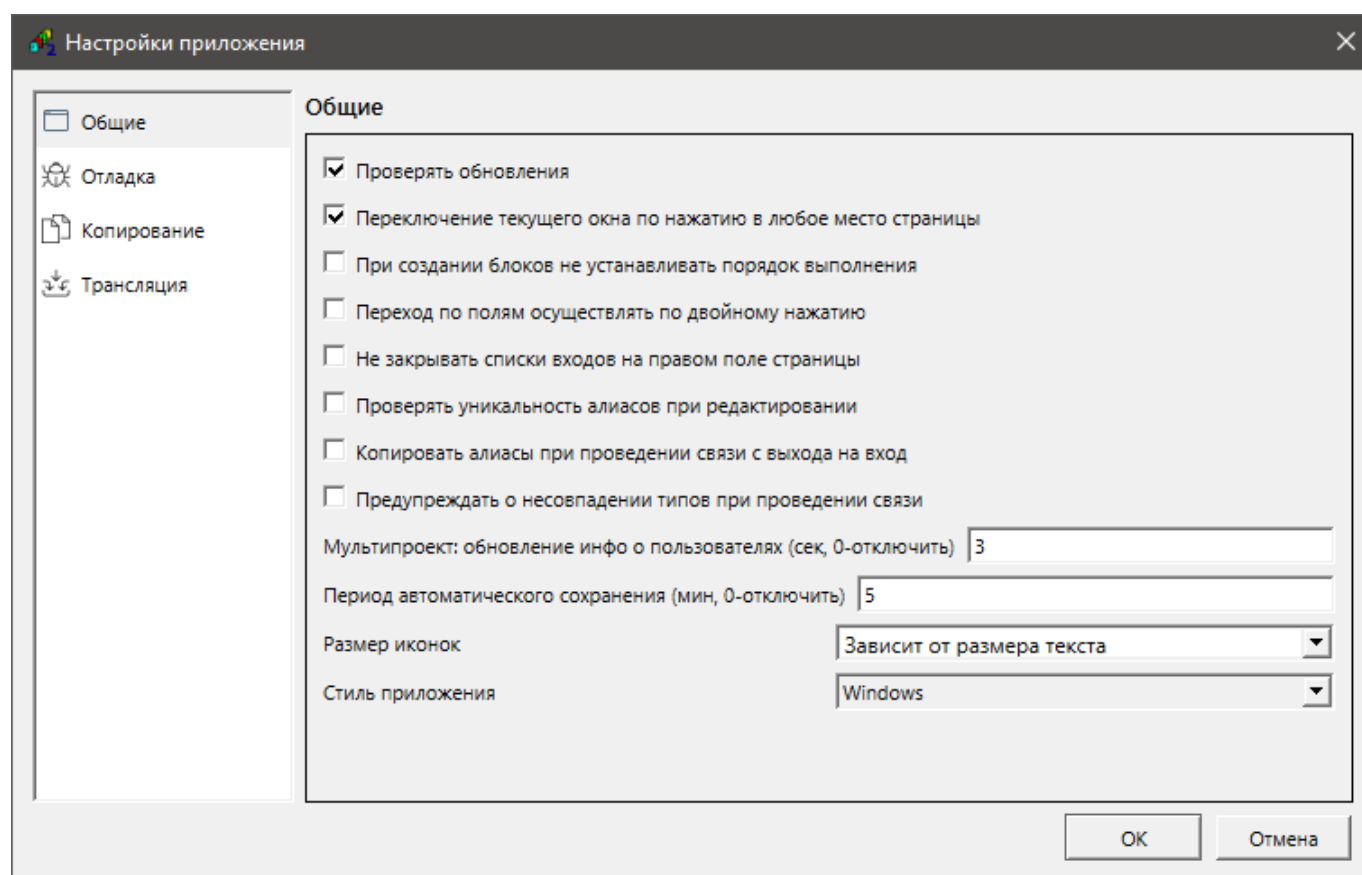 Настройки приложения
Общие
Отладка
Копирование
Трансляция
Общие
Проверять обновления
Переключение текущего окна по нажатию в любое место страницы
При создании блоков не устанавливать порядок выполнения
Переход по полям осуществлять по двойному нажатию
Не закрывать списки входов на правом поле страницы
Проверять уникальность алиасов при редактировании
Копировать алиасы при проведении связи с выхода на вход
Предупреждать о несовпадении типов при проведении связи
Мультипроект: обновление инфо о пользователях (сек, 0-отключить) 3
Период автоматического сохранения (мин, 0-отключить) 5
Размер иконок Зависит от размера текста
Стиль приложения Windows
ОК Отмена